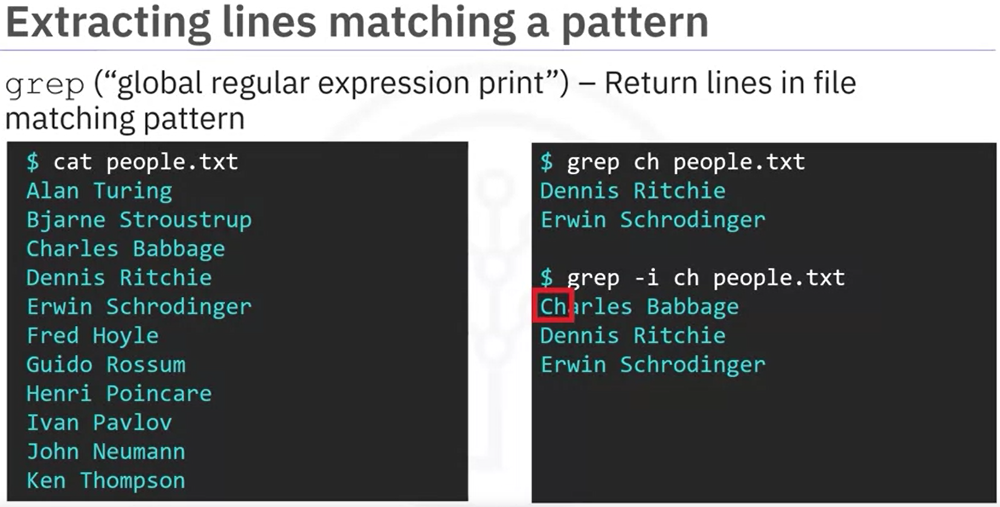 Extracting lines matching a pattern
grep (“global regular expression print”) – Return lines in file
matching pattern
$ cat people.txt
Alan Turing
Bjarne Stroustrup
Charles Babbage
Dennis Ritchie
Erwin Schrodinger
Fred Hoyle
Guido Rossum
Henri Poincare
Ivan Pavlov
John Neumann
Ken Thompson
$ grep ch people.txt
Dennis Ritchie
Erwin Schrodinger
$ grep -i ch people.txt
Charles Babbage
Dennis Ritchie
Erwin Schrodinger